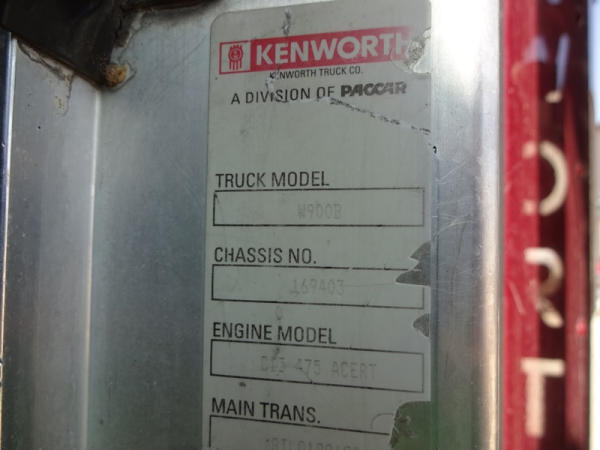 KENWORTH
KENWORTH TRUCK CO.
A DIVISION OF PACCAR
TRUCK MODEL
W900B
CHASSIS NO.
169403
ENGINE MODEL
C13 475 ACERT
MAIN TRANS.
O
R
T